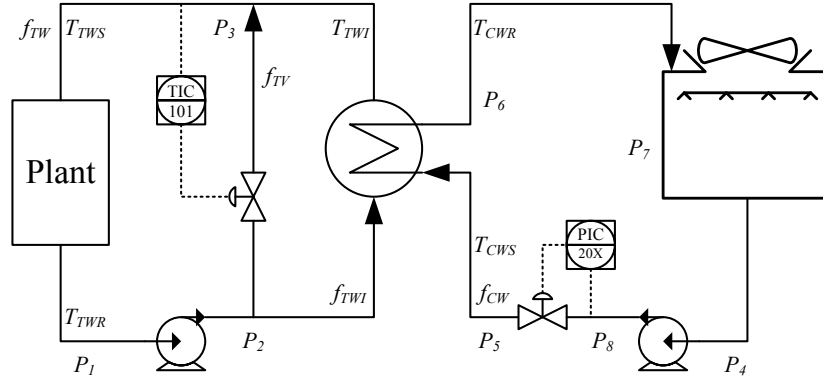 f_TW T_TWS P_3 T_TWI T_CWR
f_TV
TIC
101
P_6
Plant
P_7
PIC
20X
T_CWS
f_TWI f_CW
T_TWR
P_1 P_2 P_5 P_8 P_4